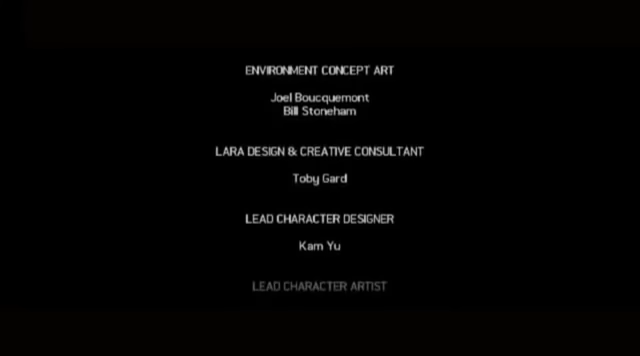 ENVIRONMENT CONCEPT ART
Joel Boucquemont
Bill Stoneham
LARA DESIGN & CREATIVE CONSULTANT
Toby Gard
LEAD CHARACTER DESIGNER
Kam Yu
LEAD CHARACTER ARTIST